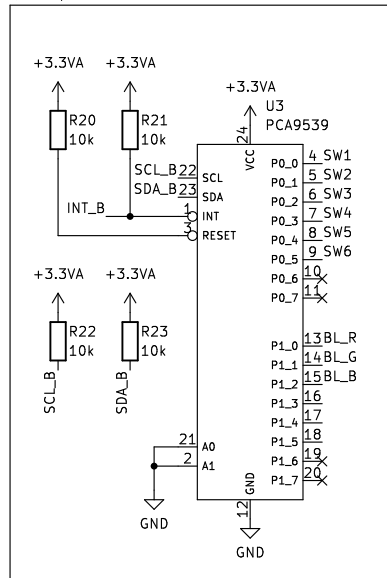 +3.3VA +3.3VA
R20
10k
R21
10k
+3.3VA
U3
PCA9539
24
VCC
SCL_B 22 SCL
SDA_B 23 SDA
INT_B
1 INT
3 RESET
P0_0 4 SW1
P0_1 5 SW2
P0_2 6 SW3
P0_3 7 SW4
P0_4 8 SW5
P0_5 9 SW6
P0_6 10
P0_7 11
+3.3VA +3.3VA
R22
10k
R23
10k
SCL_B
SDA_B
P1_0 13 BL_R
P1_1 14 BL_G
P1_2 15 BL_B
P1_3 16
P1_4 17
P1_5 18
P1_6 19
P1_7 20
21 A0
2 A1
GND
12
GND
GND